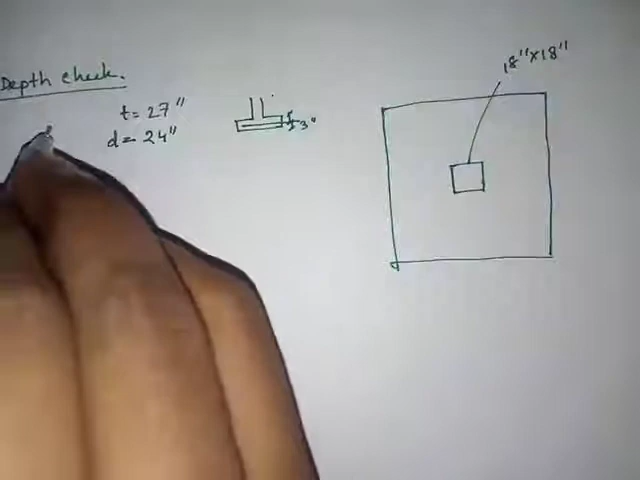 Depth check.
t = 27"
d = 24"
3"
18"x18"